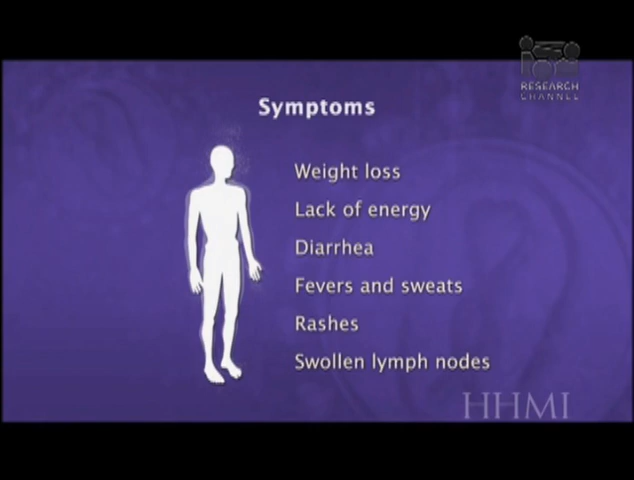 RESEARCH
CHANNEL
Symptoms
Weight loss
Lack of energy
Diarrhea
Fevers and sweats
Rashes
Swollen lymph nodes
HHMI